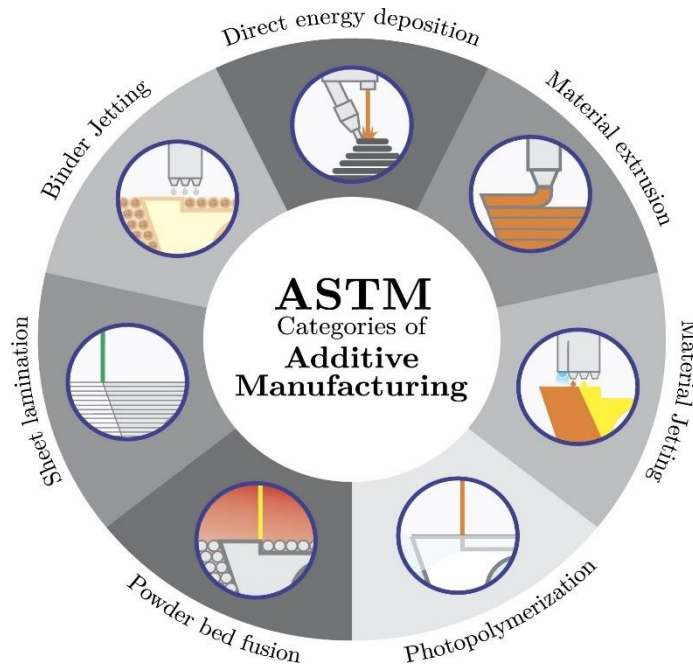 Direct energy deposition
Material extrusion
Material Jetting
Photopolymerization
Powder bed fusion
Sheet lamination
Binder Jetting
ASTM
Categories of
Additive
Manufacturing